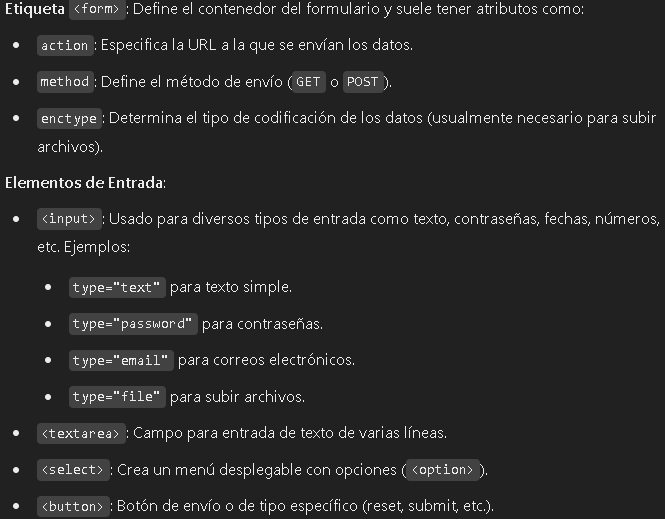 Etiqueta <form>: Define el contenedor del formulario y suele tener atributos como:
• action: Especifica la URL a la que se envían los datos.
• method: Define el método de envío (GET o POST).
• enctype: Determina el tipo de codificación de los datos (usualmente necesario para subir
archivos).
Elementos de Entrada:
• <input>: Usado para diversos tipos de entrada como texto, contraseñas, fechas, números,
etc. Ejemplos:
• type="text" para texto simple.
• type="password" para contraseñas.
• type="email" para correos electrónicos.
• type="file" para subir archivos.
• <textarea>: Campo para entrada de texto de varias líneas.
• <select>: Crea un menú desplegable con opciones (<option>).
• <button>: Botón de envío o de tipo específico (reset, submit, etc.).